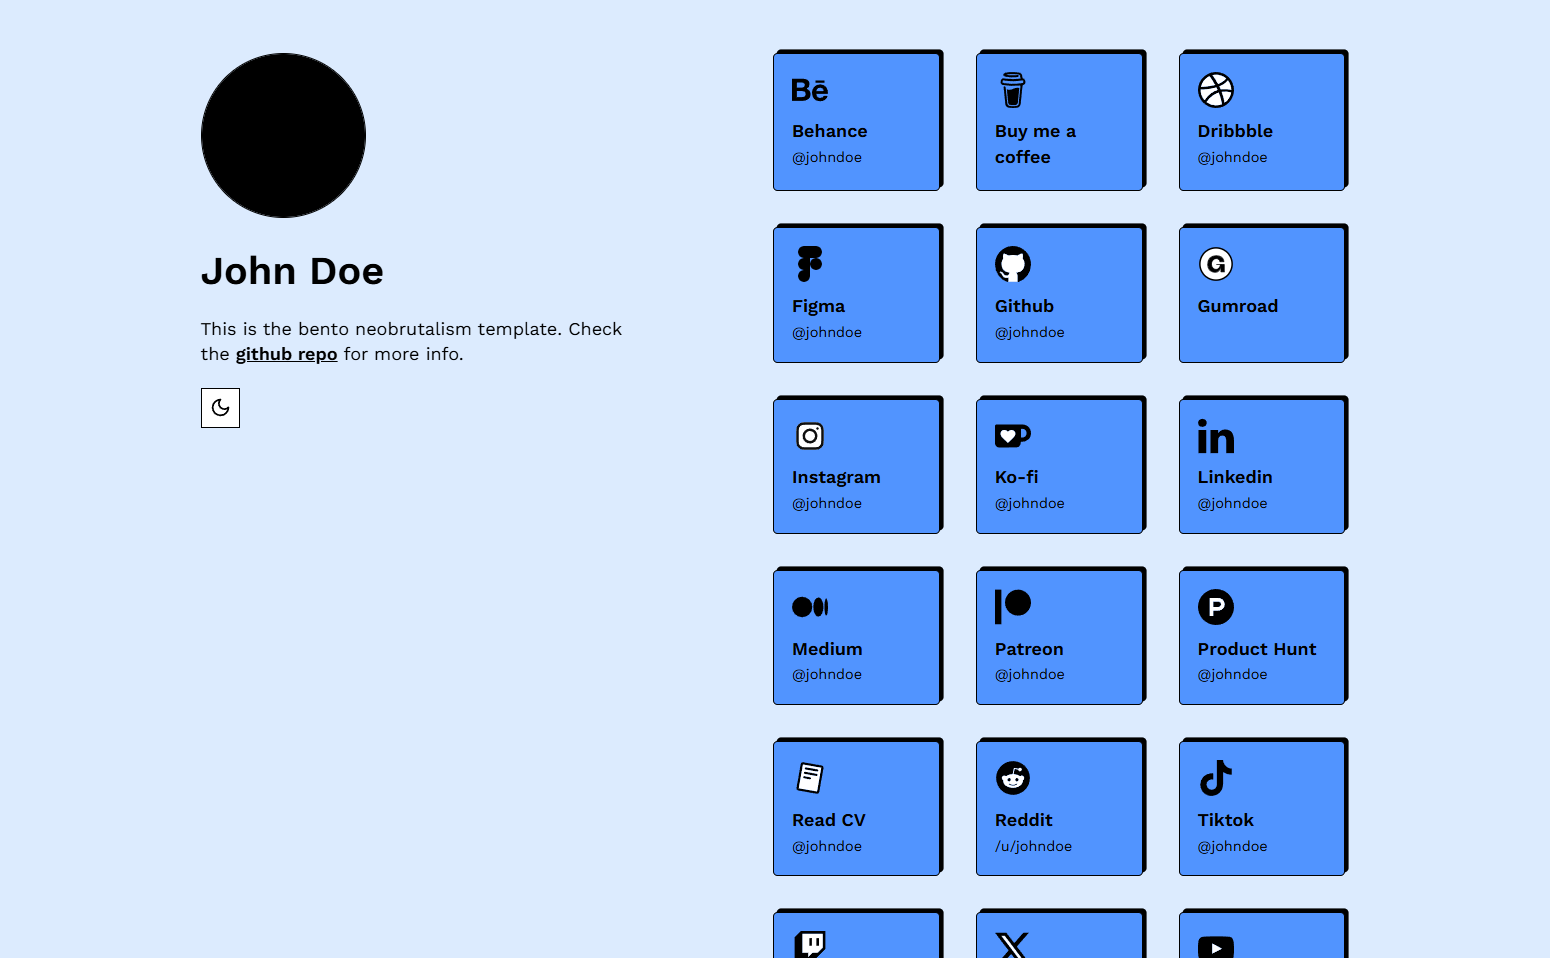 John Doe
This is the bento neobrutalism template. Check
the github repo for more info.
Bē
Behance
@johndoe
Buy me a
coffee
Dribbble
@johndoe
Figma
@johndoe
Github
@johndoe
G
Gumroad
Instagram
@johndoe
Ko-fi
@johndoe
in
Linkedin
@johndoe
Medium
@johndoe
Patreon
@johndoe
P
Product Hunt
@johndoe
Read CV
@johndoe
Reddit
/u/johndoe
Tiktok
@johndoe
X